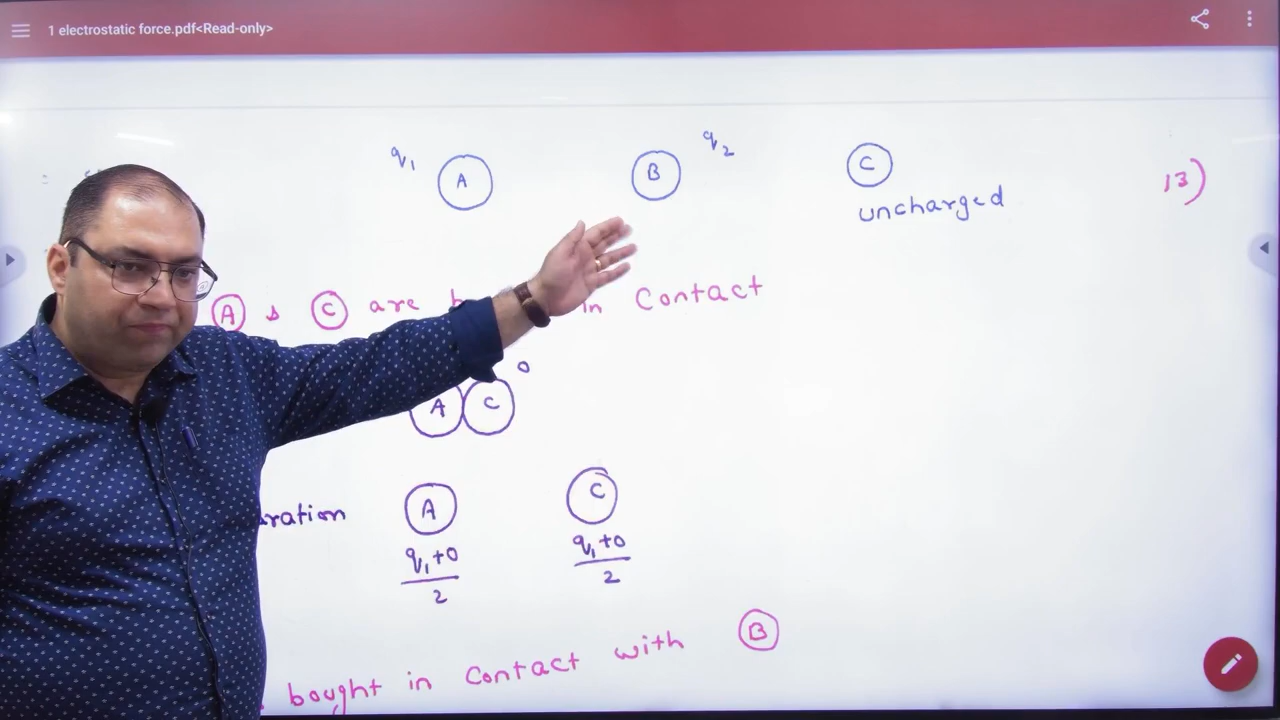 1 electrostatic force.pdf<Read-only>
q1 A B q2 C 13)
uncharged
A & C are in Contact
A C 0
A C
q1+0 q1+0
2 2
bought in Contact with B